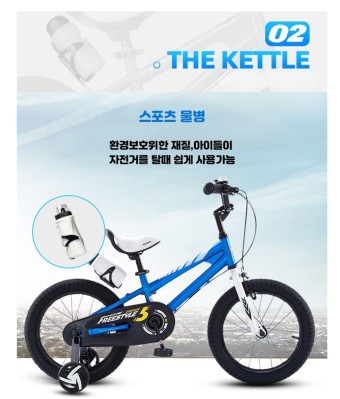 02
THE KETTLE
스포츠 물병
환경보호위한 재질,아이들이
자전거를 탈때 쉽게 사용가능
FREESTYLE 5